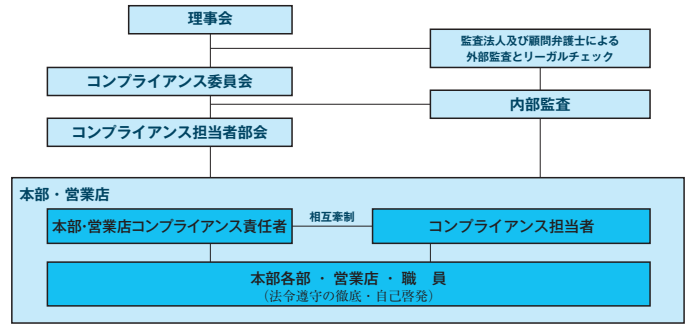 理事会
監査法人及び顧問弁護士による
外部監査とリーガルチェック
コンプライアンス委員会
内部監査
コンプライアンス担当者部会
本部・営業店
本部・営業店コンプライアンス責任者
相互牽制
コンプライアンス担当者
本部各部 ・ 営業店 ・ 職　員
（法令遵守の徹底・自己啓発）